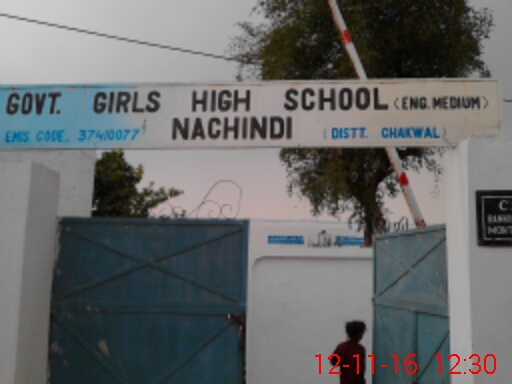 GOVT. GIRLS HIGH SCHOOL (ENG. MEDIUM)
EMIS CODE. 37410077 NACHINDI (DISTT. CHAKWAL)
C
12-11-16 12:30